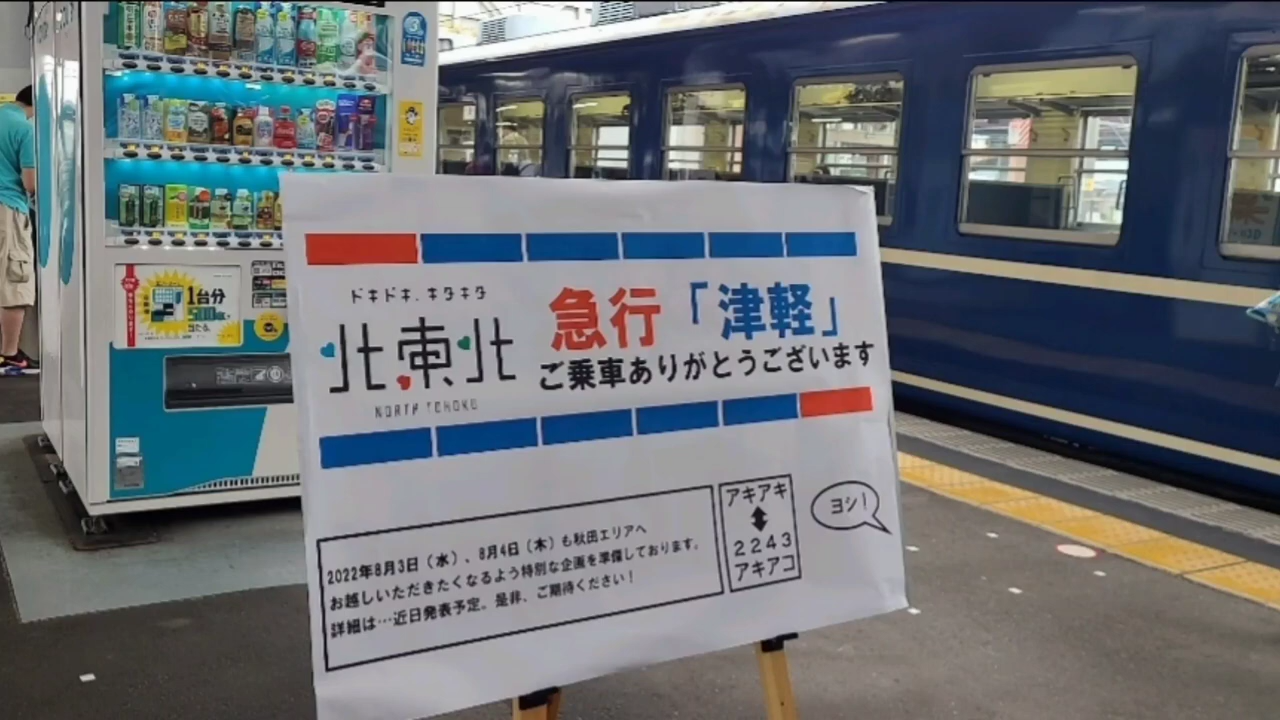 ドキドキ、キタキタ
北東北
NORTH TOHOKU
急行「津軽」
ご乗車ありがとうございます
2022年8月3日（水）、8月4日（木）も秋田エリアへ
お越しいただきたくなるよう特別な企画を準備しております。
詳細は…近日発表予定。是非、ご期待ください！
アキアキ
2243
アキアコ
ヨシ！
1台分
500
当たる